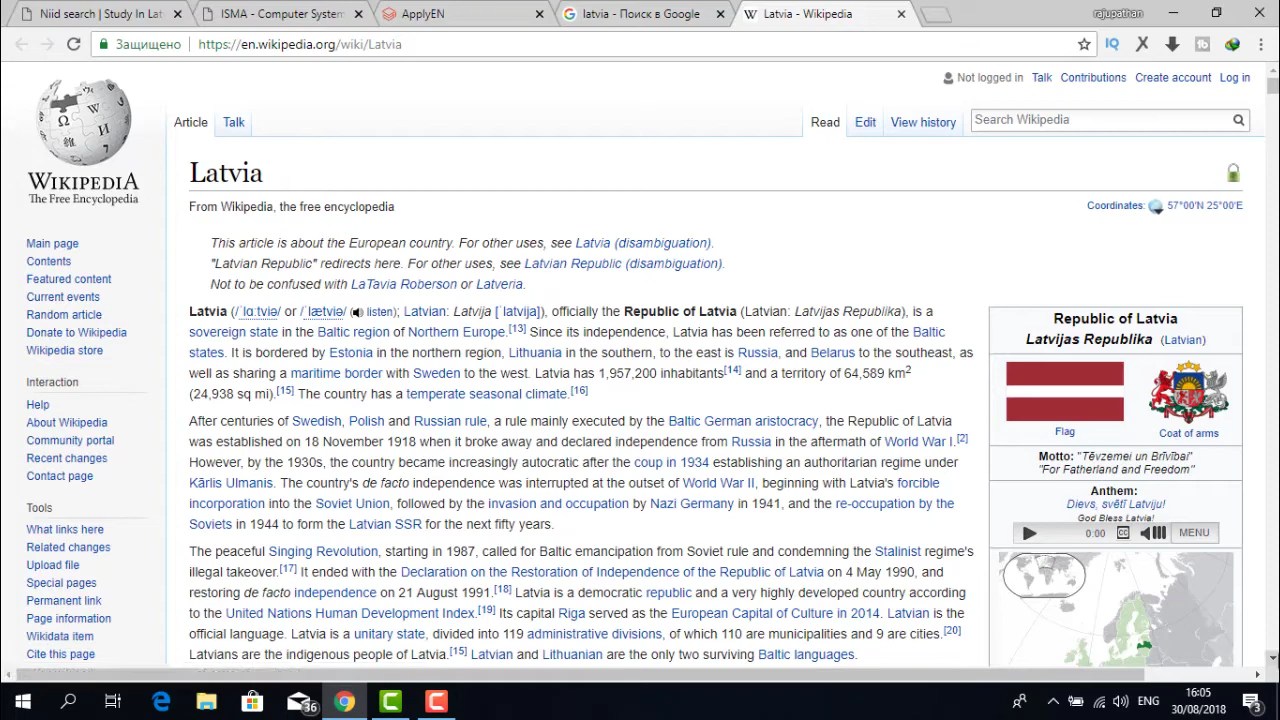 Niid search | Study In Lat
ISMA - Computer System
ApplyEN
latvia - Поиск в Google
Latvia - Wikipedia
rajupathan
Защищено
https://en.wikipedia.org/wiki/Latvia
Not logged in Talk Contributions Create account Log in
Article Talk
Read Edit View history
Search Wikipedia
WIKIPEDIA
The Free Encyclopedia
Main page
Contents
Featured content
Current events
Random article
Donate to Wikipedia
Wikipedia store
Interaction
Help
About Wikipedia
Community portal
Recent changes
Contact page
Tools
What links here
Related changes
Upload file
Special pages
Permanent link
Page information
Wikidata item
Cite this page
Latvia
From Wikipedia, the free encyclopedia
Coordinates: 57°00′N 25°00′E
This article is about the European country. For other uses, see Latvia (disambiguation).
"Latvian Republic" redirects here. For other uses, see Latvian Republic (disambiguation).
Not to be confused with LaTavia Roberson or Latveria.
Latvia (/ˈlɑːtviə/ or /ˈlætviə/ (listen); Latvian: Latvija [ˈlatvija]), officially the Republic of Latvia (Latvian: Latvijas Republika), is a
sovereign state in the Baltic region of Northern Europe.[13] Since its independence, Latvia has been referred to as one of the Baltic
states. It is bordered by Estonia in the northern region, Lithuania in the southern, to the east is Russia, and Belarus to the southeast, as
well as sharing a maritime border with Sweden to the west. Latvia has 1,957,200 inhabitants[14] and a territory of 64,589 km2
(24,938 sq mi).[15] The country has a temperate seasonal climate.[16]
After centuries of Swedish, Polish and Russian rule, a rule mainly executed by the Baltic German aristocracy, the Republic of Latvia
was established on 18 November 1918 when it broke away and declared independence from Russia in the aftermath of World War I.[2]
However, by the 1930s, the country became increasingly autocratic after the coup in 1934 establishing an authoritarian regime under
Kārlis Ulmanis. The country's de facto independence was interrupted at the outset of World War II, beginning with Latvia's forcible
incorporation into the Soviet Union, followed by the invasion and occupation by Nazi Germany in 1941, and the re-occupation by the
Soviets in 1944 to form the Latvian SSR for the next fifty years.
The peaceful Singing Revolution, starting in 1987, called for Baltic emancipation from Soviet rule and condemning the Stalinist regime's
illegal takeover.[17] It ended with the Declaration on the Restoration of Independence of the Republic of Latvia on 4 May 1990, and
restoring de facto independence on 21 August 1991.[18] Latvia is a democratic republic and a very highly developed country according
to the United Nations Human Development Index.[19] Its capital Riga served as the European Capital of Culture in 2014. Latvian is the
official language. Latvia is a unitary state, divided into 119 administrative divisions, of which 110 are municipalities and 9 are cities.[20]
Latvians are the indigenous people of Latvia.[15] Latvian and Lithuanian are the only two surviving Baltic languages.
Republic of Latvia
Latvijas Republika (Latvian)
Flag
Coat of arms
Motto: "Tēvzemei un Brīvībai"
"For Fatherland and Freedom"
Anthem:
Dievs, svētī Latviju!
God Bless Latvia!
0:00 CC MENU
36
ENG
16:05
30/08/2018
3